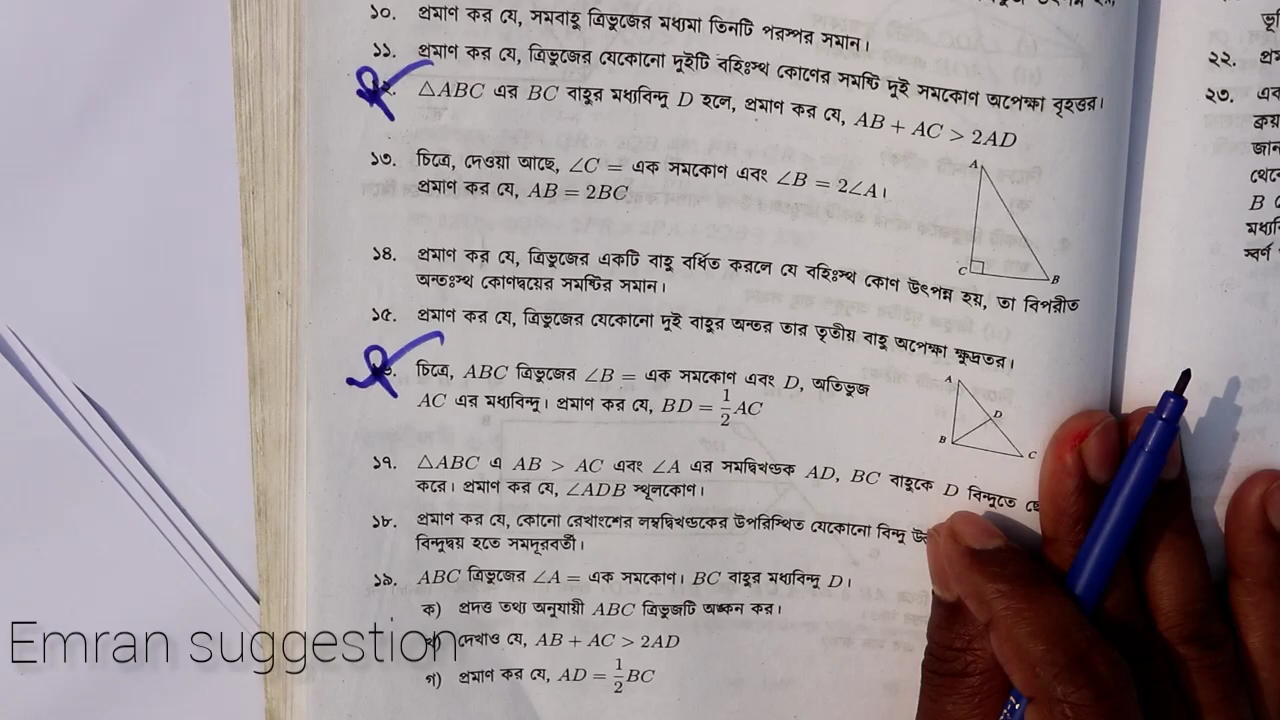 ১০. প্রমাণ কর যে, সমবাহু ত্রিভুজের মধ্যমা তিনটি পরস্পর সমান।
১১. প্রমাণ কর যে, ত্রিভুজের যেকোনো দুইটি বহিঃস্থ কোণের সমষ্টি দুই সমকোণ অপেক্ষা বৃহত্তর।
△ABC এর BC বাহুর মধ্যবিন্দু D হলে, প্রমাণ কর যে, AB + AC > 2AD
১৩. চিত্রে, দেওয়া আছে, ∠C = এক সমকোণ এবং ∠B = 2∠A।
প্রমাণ কর যে, AB = 2BC
A
C
B
১৪. প্রমাণ কর যে, ত্রিভুজের একটি বাহু বর্ধিত করলে যে বহিঃস্থ কোণ উৎপন্ন হয়, তা বিপরীত
অন্তঃস্থ কোণদ্বয়ের সমষ্টির সমান।
১৫. প্রমাণ কর যে, ত্রিভুজের যেকোনো দুই বাহুর অন্তর তার তৃতীয় বাহু অপেক্ষা ক্ষুদ্রতর।
চিত্রে, ABC ত্রিভুজের ∠B = এক সমকোণ এবং D, অতিভুজ
AC এর মধ্যবিন্দু। প্রমাণ কর যে, BD = 1/2 AC
A
D
B
C
১৭. △ABC এ AB > AC এবং ∠A এর সমদ্বিখণ্ডক AD, BC বাহুকে D বিন্দুতে
করে। প্রমাণ কর যে, ∠ADB স্থূলকোণ।
১৮. প্রমাণ কর যে, কোনো রেখাংশের লম্বদ্বিখণ্ডকের উপরিস্থিত যেকোনো বিন্দু
বিন্দুদ্বয় হতে সমদূরবর্তী।
১৯. ABC ত্রিভুজের ∠A = এক সমকোণ। BC বাহুর মধ্যবিন্দু D।
ক) প্রদত্ত তথ্য অনুযায়ী ABC ত্রিভুজটি অঙ্কন কর।
খ) দেখাও যে, AB + AC > 2AD
গ) প্রমাণ কর যে, AD = 1/2 BC
২২.
২৩.
B
স্বর্ণ
Emran suggestion